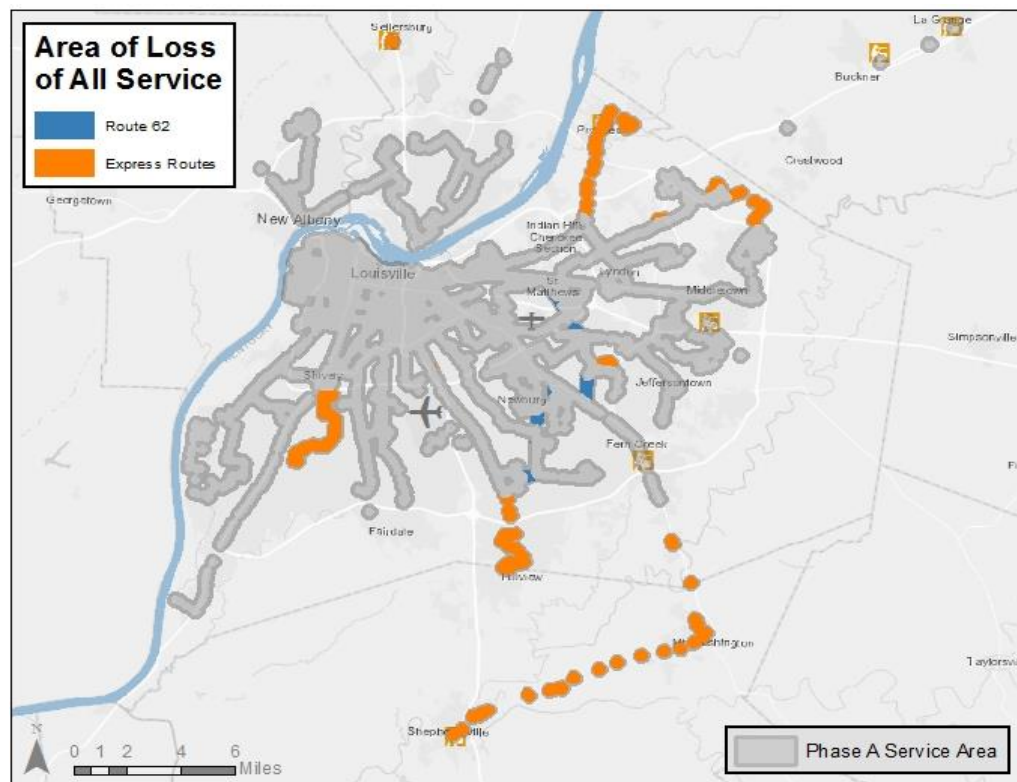 Area of Loss
of All Service
Route 62
Express Routes
Sellersburg
La Grange
Buckner
Crestwood
Georgetown
New Albany
Indian Hills
Cherokee
Section
Louisville
Lyndon
St.
Matthews
Middletown
Simpsonville
Shively
Jeffersontown
Newburg
Fern Creek
Fairdale
Hillview
Mt Washington
Taylorsv
Shepherdsville
N
0 1 2 4 6
Miles
Phase A Service Area